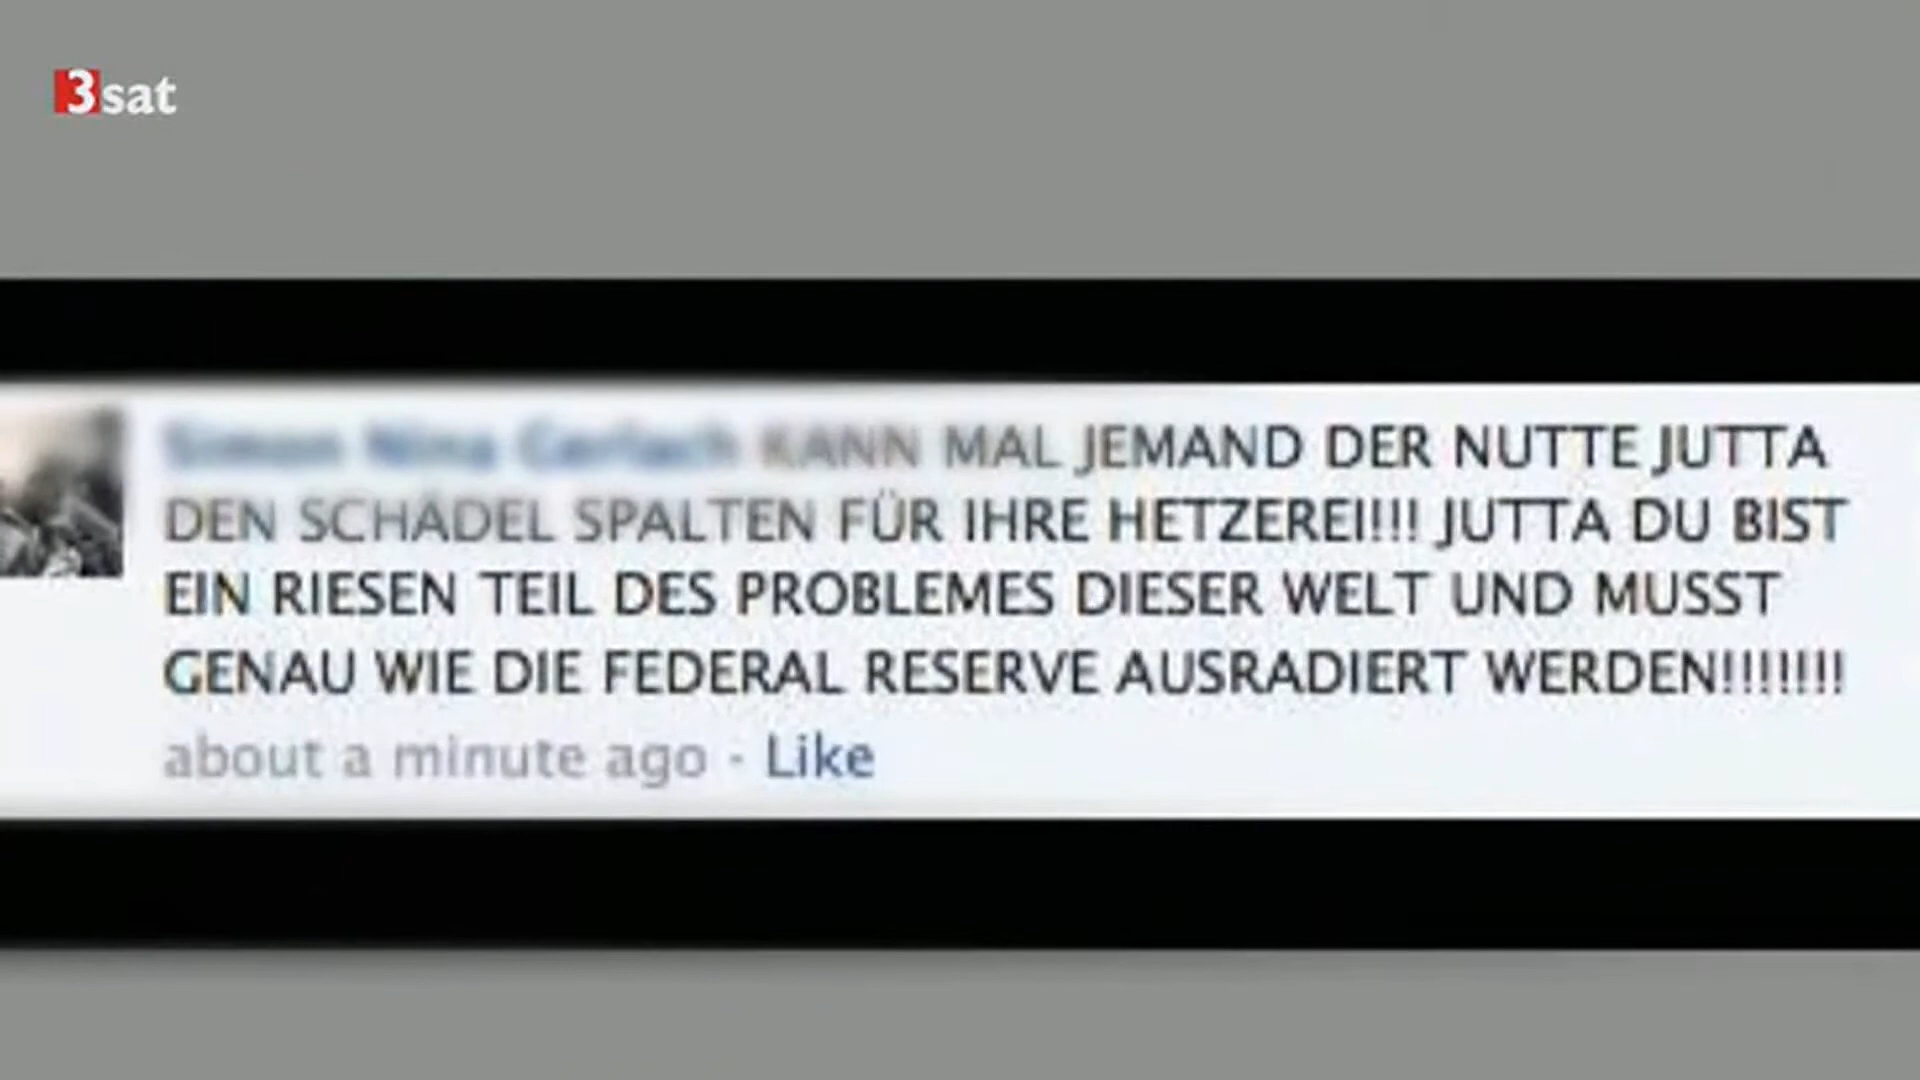 3sat
KANN MAL JEMAND DER NUTTE JUTTA
DEN SCHÄDEL SPALTEN FÜR IHRE HETZEREI!!! JUTTA DU BIST
EIN RIESEN TEIL DES PROBLEMES DIESER WELT UND MUSST
GENAU WIE DIE FEDERAL RESERVE AUSRADIERT WERDEN!!!!!!!
about a minute ago · Like